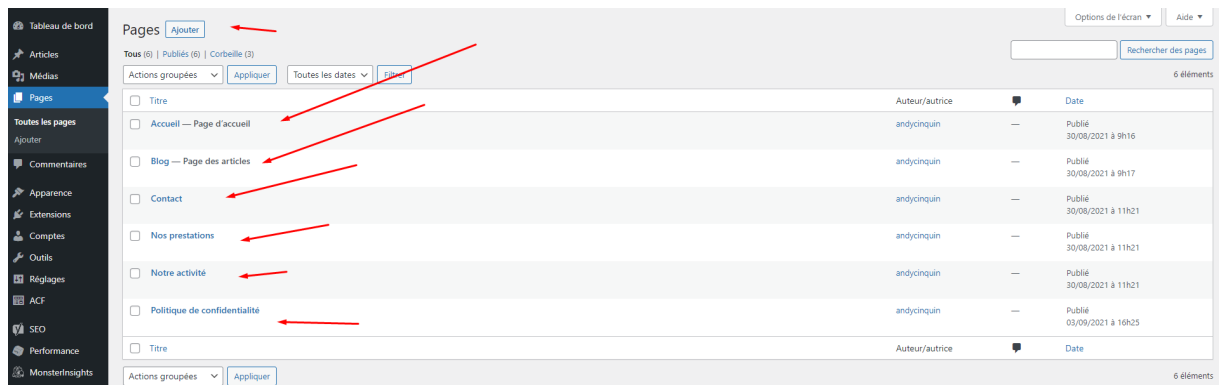 Tableau de bord
Articles
Médias
Pages
Toutes les pages
Ajouter
Commentaires
Apparence
Extensions
Comptes
Outils
Réglages
ACF
SEO
Performance
MonsterInsights
Options de l'écran ▼ Aide ▼
Pages Ajouter
Tous (6) | Publiés (6) | Corbeille (3)
Rechercher des pages
Actions groupées Appliquer Toutes les dates Filtrer 6 éléments
Titre Auteur/autrice Date
Accueil — Page d'accueil andycinquin — Publié
30/08/2021 à 9h16
Blog — Page des articles andycinquin — Publié
30/08/2021 à 9h17
Contact andycinquin — Publié
30/08/2021 à 11h21
Nos prestations andycinquin — Publié
30/08/2021 à 11h21
Notre activité andycinquin — Publié
30/08/2021 à 11h21
Politique de confidentialité andycinquin — Publié
03/09/2021 à 16h25
Titre Auteur/autrice Date
Actions groupées Appliquer 6 éléments